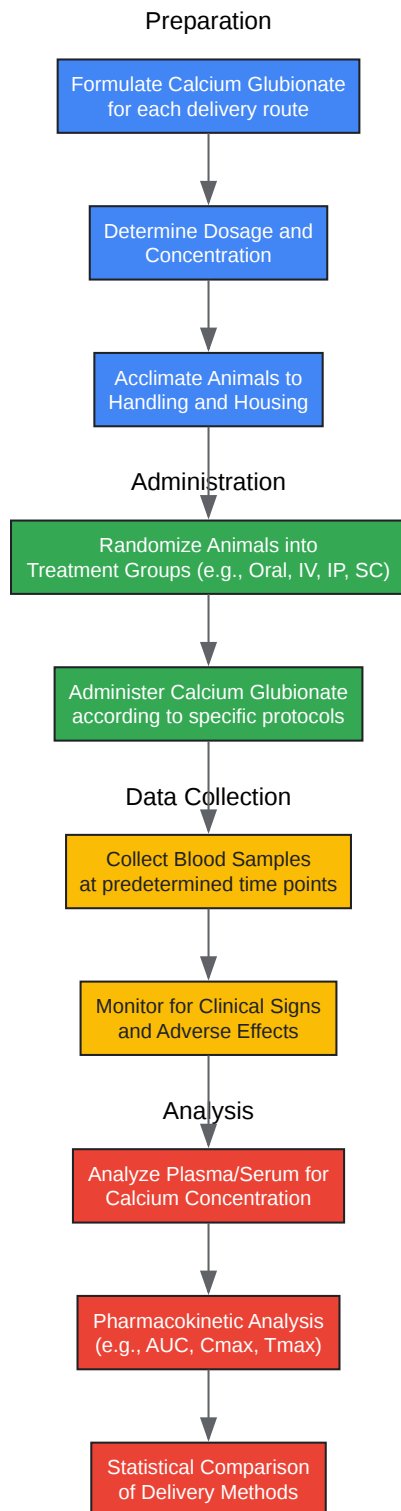 Preparation
Formulate Calcium Glubionate
for each delivery route
Determine Dosage and
Concentration
Acclimate Animals to
Handling and Housing
Administration
Randomize Animals into
Treatment Groups (e.g., Oral, IV, IP, SC)
Administer Calcium Glubionate
according to specific protocols
Data Collection
Collect Blood Samples
at predetermined time points
Monitor for Clinical Signs
and Adverse Effects
Analysis
Analyze Plasma/Serum for
Calcium Concentration
Pharmacokinetic Analysis
(e.g., AUC, Cmax, Tmax)
Statistical Comparison
of Delivery Methods